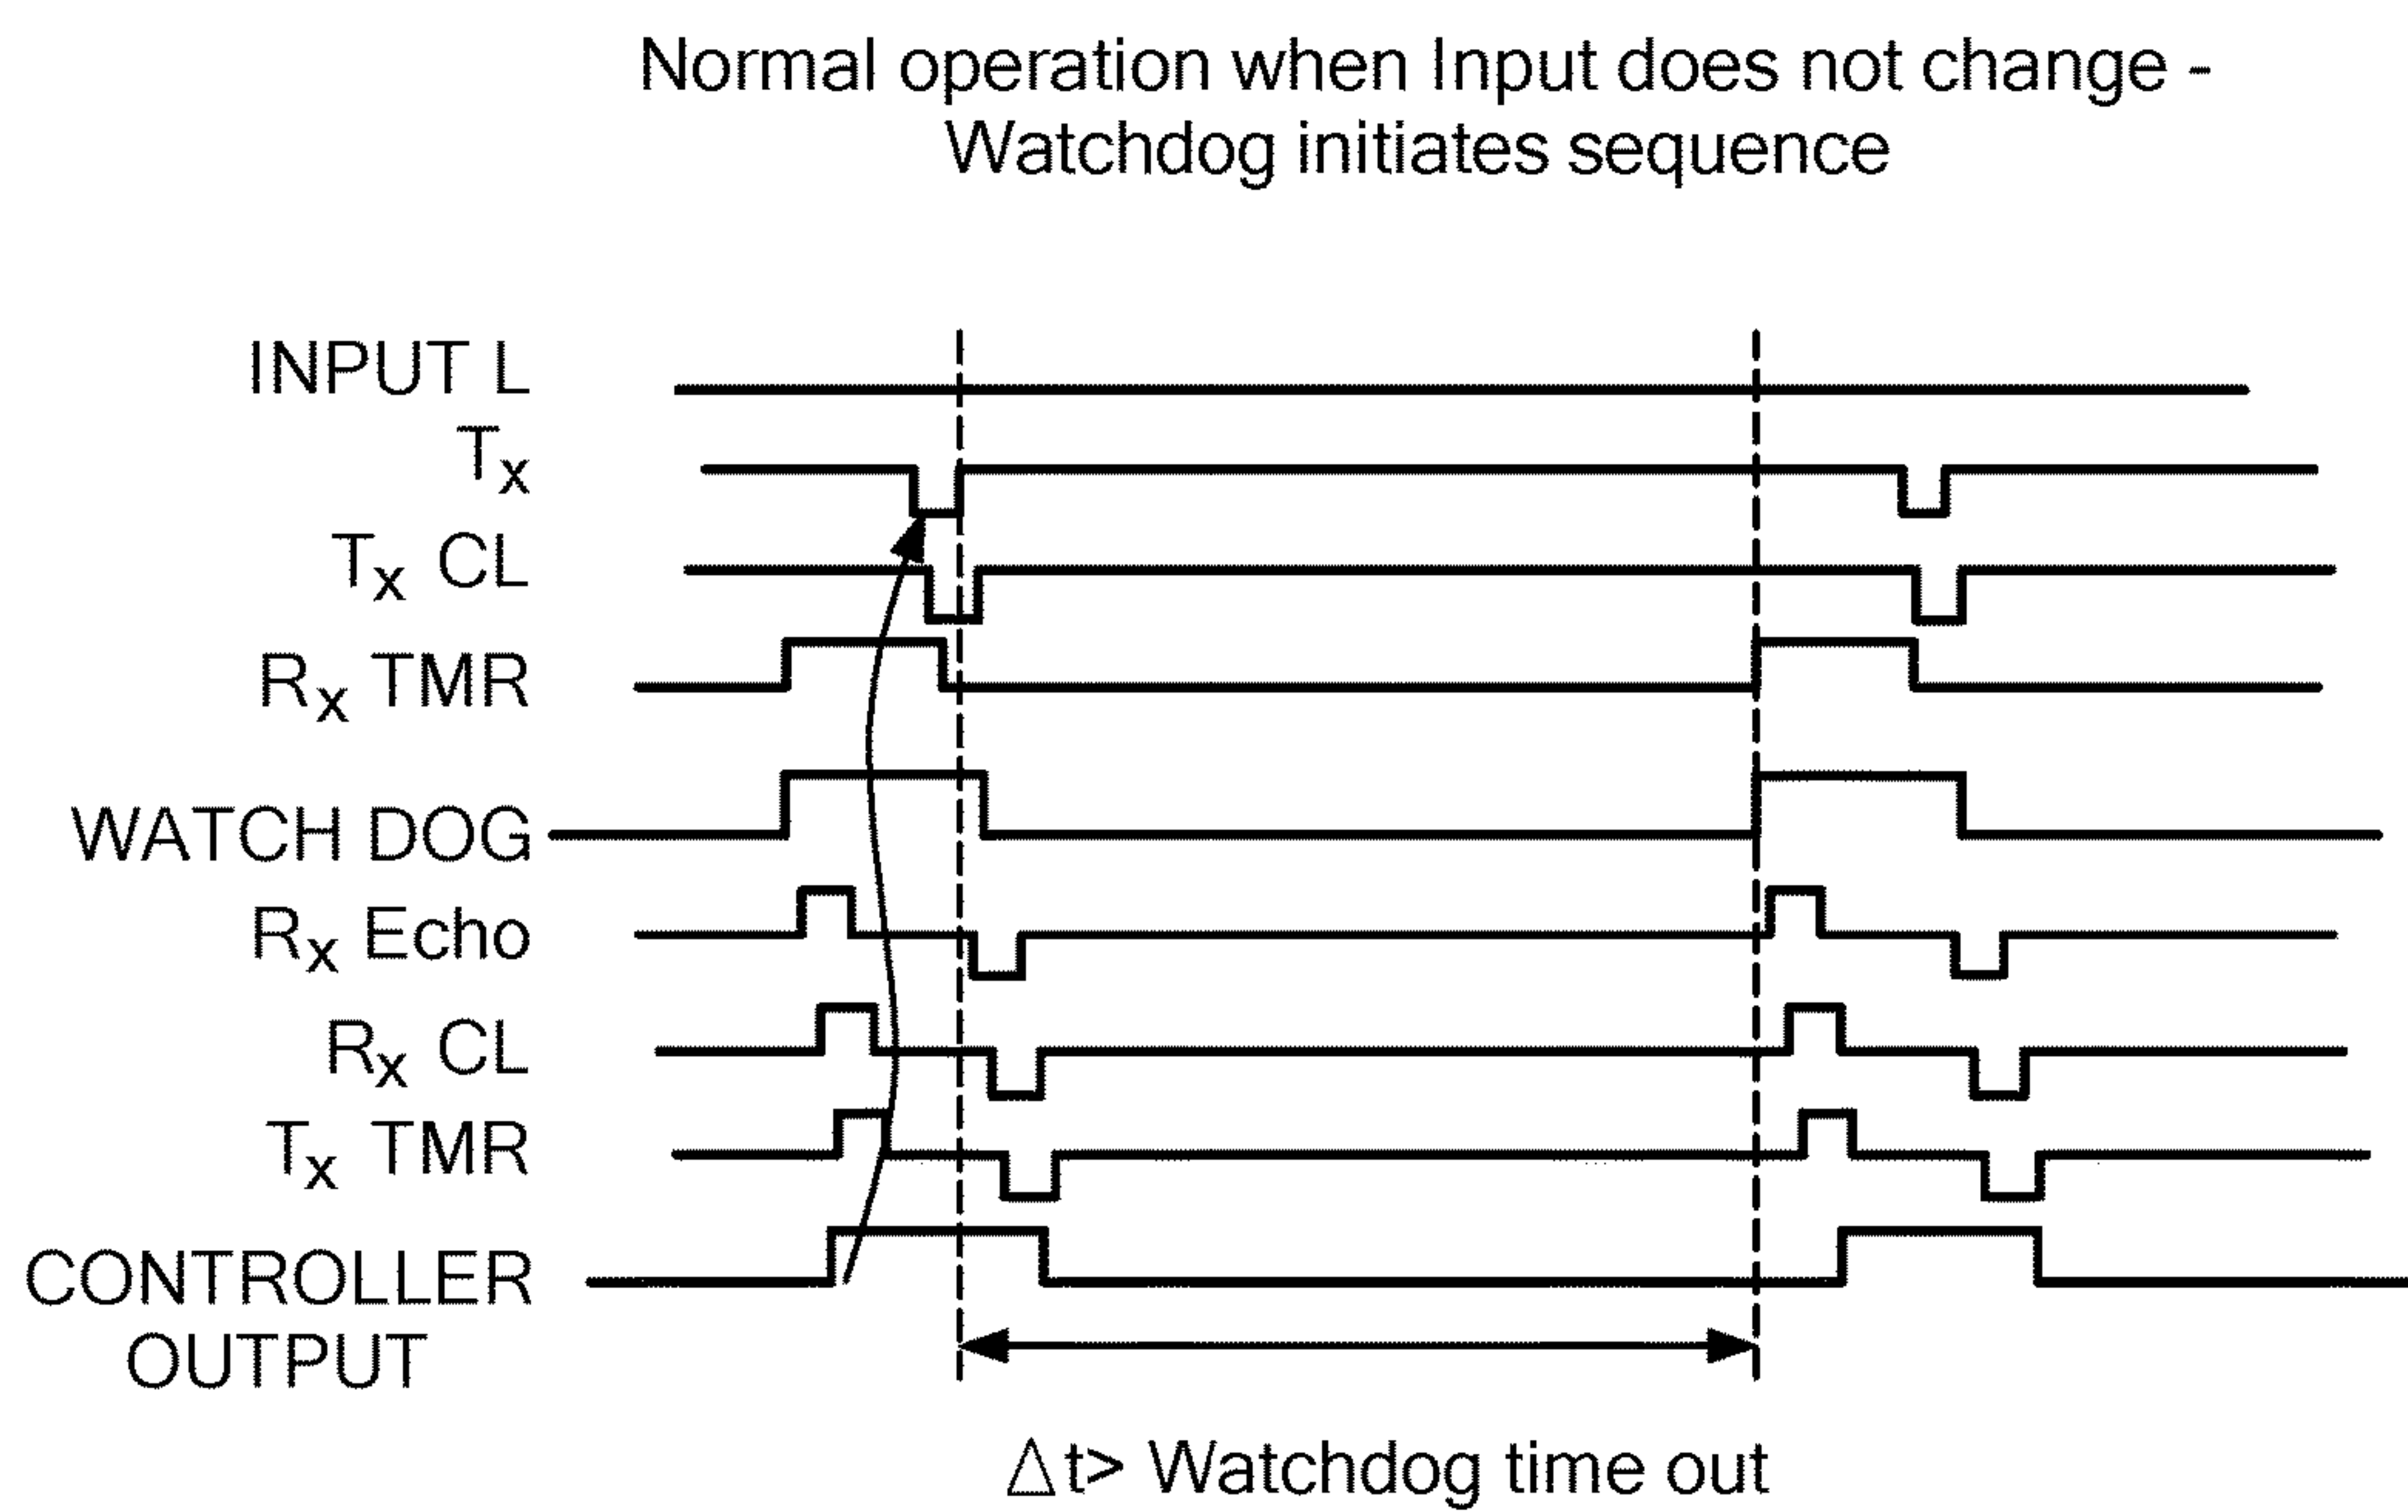 Normal operation when Input does not change -
Watchdog initiates sequence
INPUT L
Tx
Tx CL
Rx TMR
WATCH DOG
Rx Echo
Rx CL
Tx TMR
CONTROLLER
OUTPUT
Δt> Watchdog time out